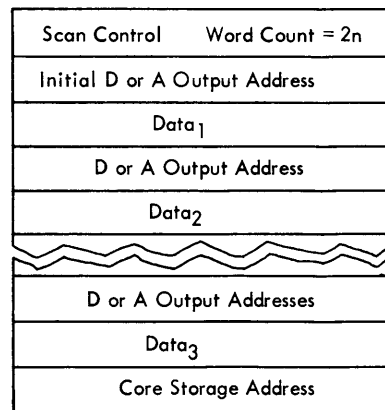 Scan Control Word Count = 2n
Initial D or A Output Address
Data1
D or A Output Address
Data2
D or A Output Addresses
Data3
Core Storage Address